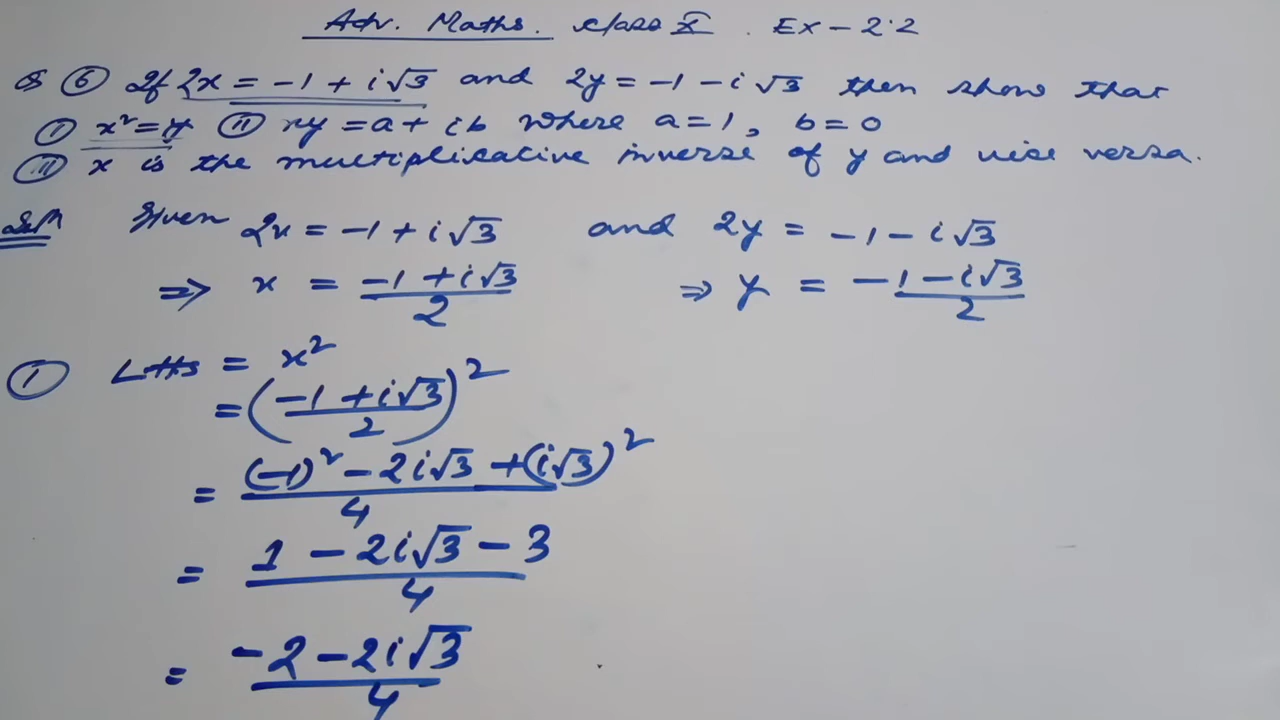 Adv. Maths. class X . Ex - 2.2
Q ⑥ If 2x = -1 + i√3 and 2y = -1 - i√3 then show that
Ⓘ x² = y ⓘⓘ xy = a + ib where a = 1, b = 0
ⓘⓘⓘ x is the multiplicative inverse of y and vice versa.
Soln Given 2x = -1 + i√3 and 2y = -1 - i√3
⇒ x = (-1 + i√3)/2 ⇒ y = (-1 - i√3)/2
Ⓘ LHS = x²
= ((-1 + i√3)/2)²
= ((-1)² - 2i√3 + (i√3)²)/4
= (1 - 2i√3 - 3)/4
= (-2 - 2i√3)/4